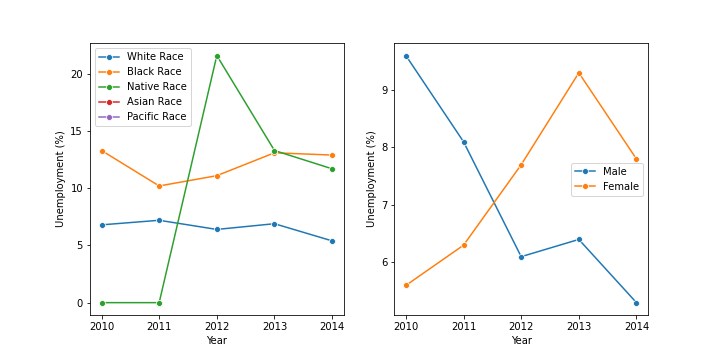 White Race
Black Race
Native Race
Asian Race
Pacific Race
Unemployment (%)
20
15
10
5
0
2010 2011 2012 2013 2014
Year
Male
Female
Unemployment (%)
9
8
7
6
2010 2011 2012 2013 2014
Year